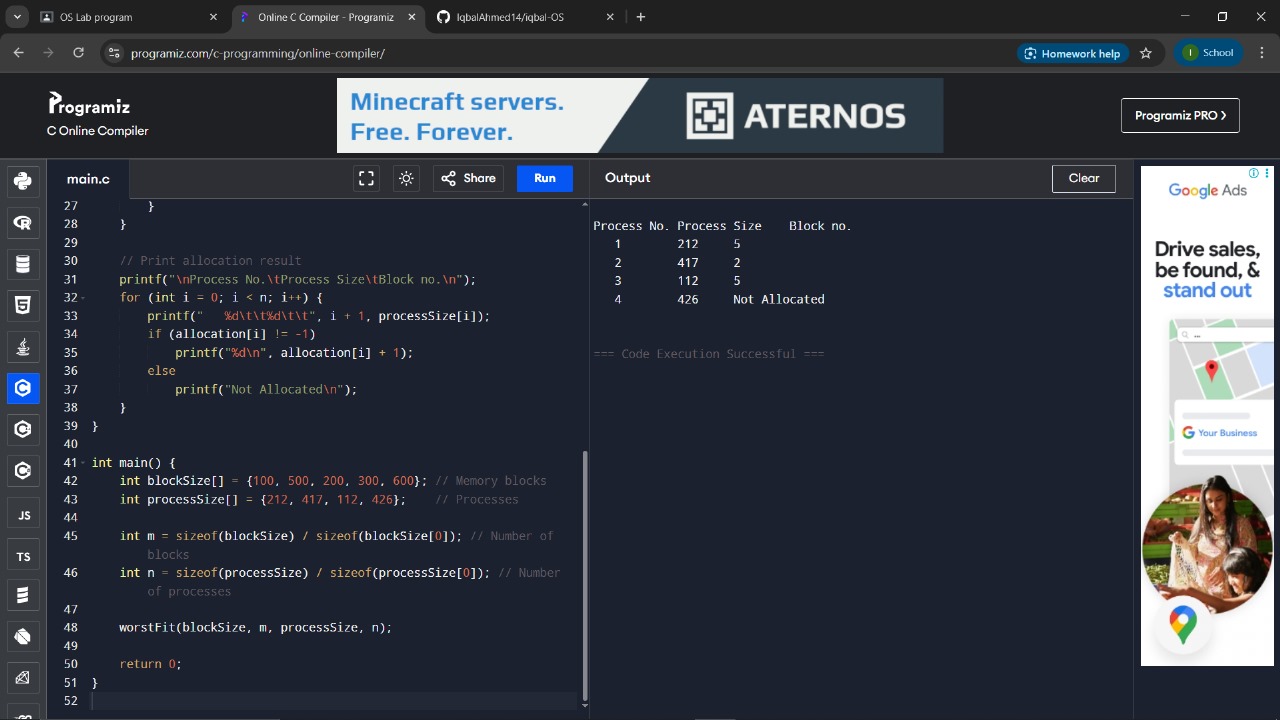 OS Lab program
Online C Compiler - Programiz
IqbalAhmed14/iqbal-OS
programiz.com/c-programming/online-compiler/
Homework help
I School
Programiz
C Online Compiler
Minecraft servers.
Free. Forever.
ATERNOS
Programiz PRO
main.c
Share
Run
Output
Clear
27 }
28 }
29
30 // Print allocation result
31 printf("\nProcess No.\tProcess Size\tBlock no.\n");
32 for (int i = 0; i < n; i++) {
33 printf("   %d\t\t%d\t\t", i + 1, processSize[i]);
34 if (allocation[i] != -1)
35 printf("%d\n", allocation[i] + 1);
36 else
37 printf("Not Allocated\n");
38 }
39 }
40
41 int main() {
42 int blockSize[] = {100, 500, 200, 300, 600}; // Memory blocks
43 int processSize[] = {212, 417, 112, 426};    // Processes
44
45 int m = sizeof(blockSize) / sizeof(blockSize[0]); // Number of
blocks
46 int n = sizeof(processSize) / sizeof(processSize[0]); // Number
of processes
47
48 worstFit(blockSize, m, processSize, n);
49
50 return 0;
51 }
52
Process No. Process Size    Block no.
1 212 5
2 417 2
3 112 5
4 426 Not Allocated
=== Code Execution Successful ===
JS
TS
Google Ads
Drive sales,
be found, &
stand out
Your Business